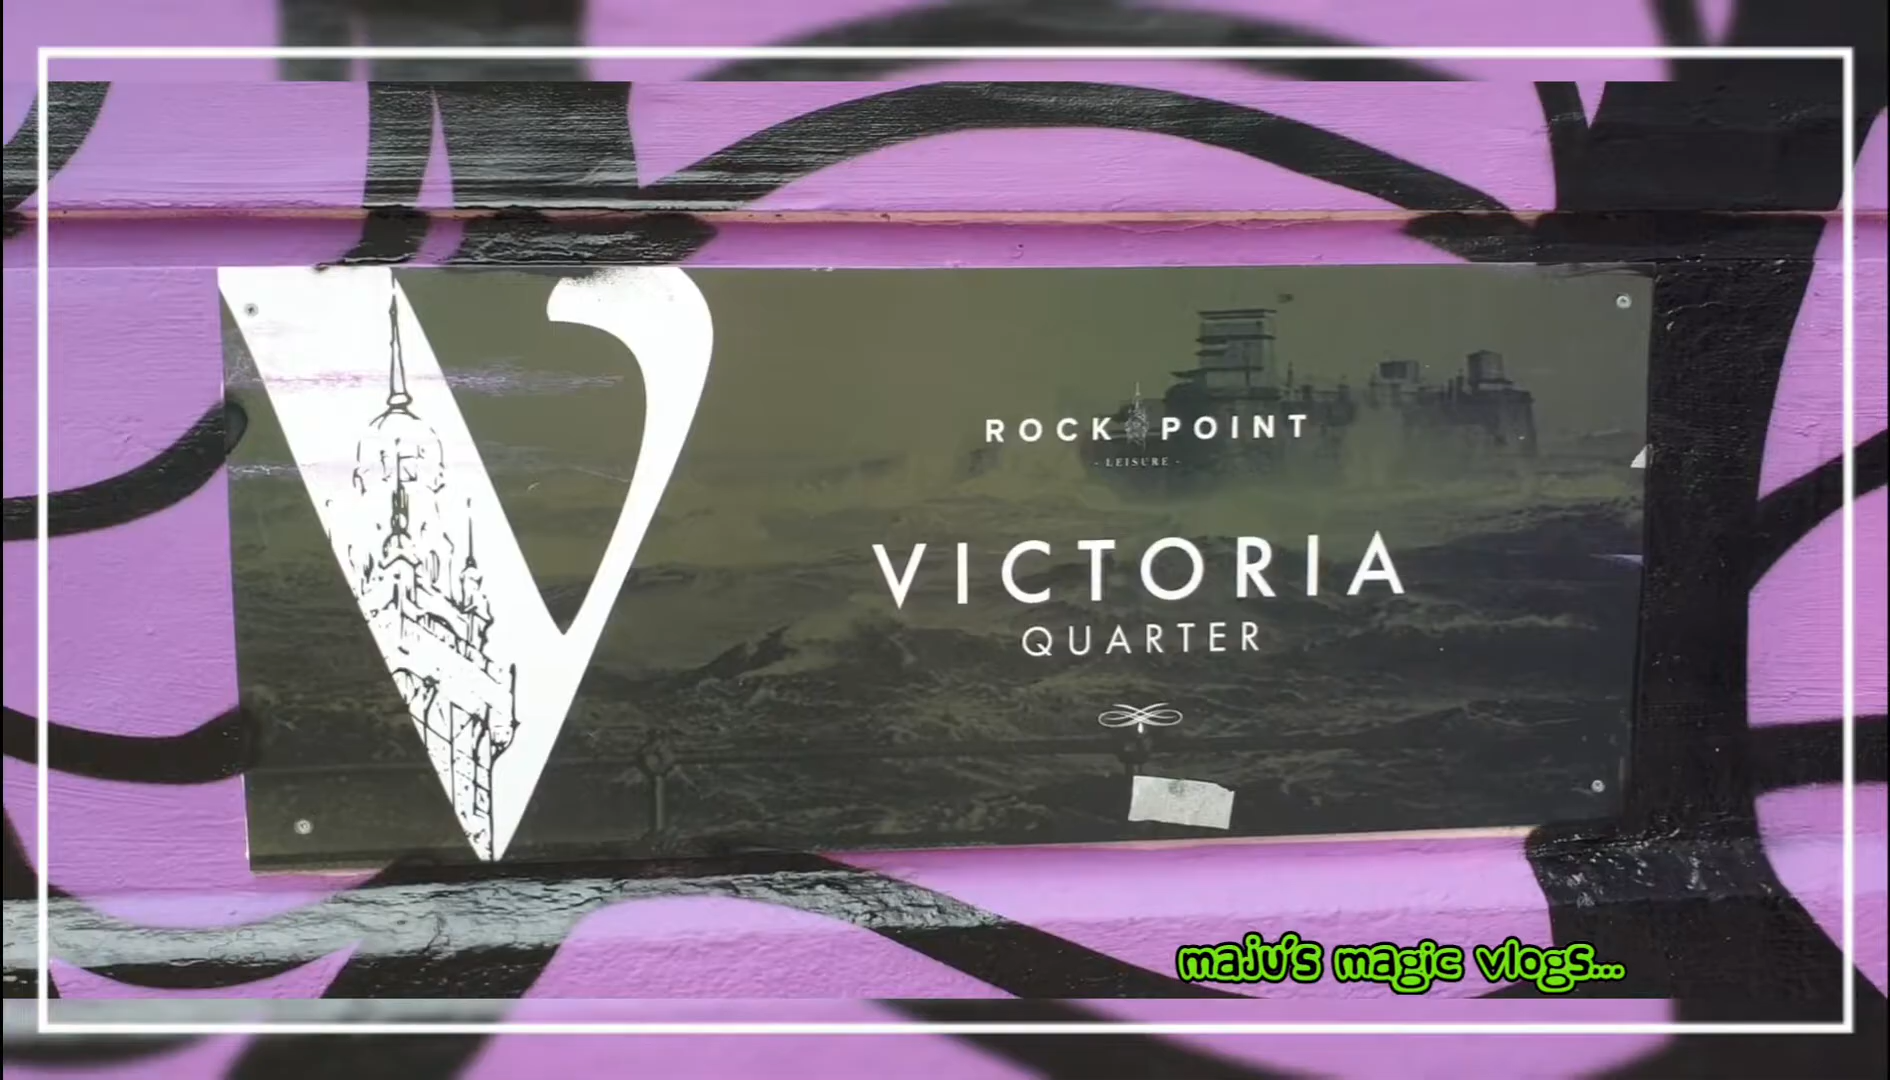 V
ROCK POINT
- LEISURE -
VICTORIA
QUARTER
maju's magic vlogs...